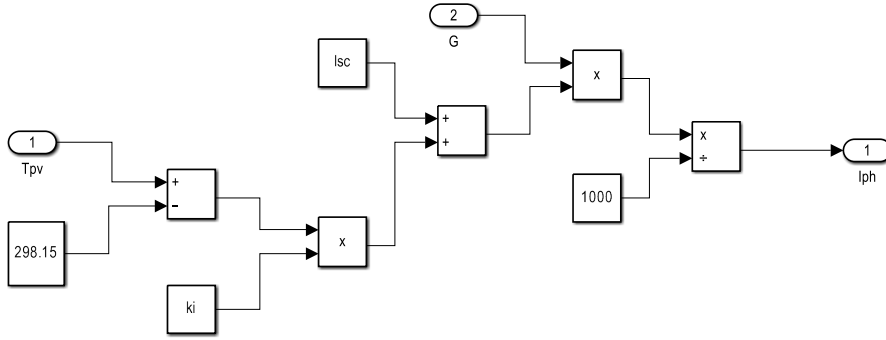 2
G
Isc
x
+
+
x
÷
1
Tpv
1
Iph
+
−
1000
298.15
x
ki
x